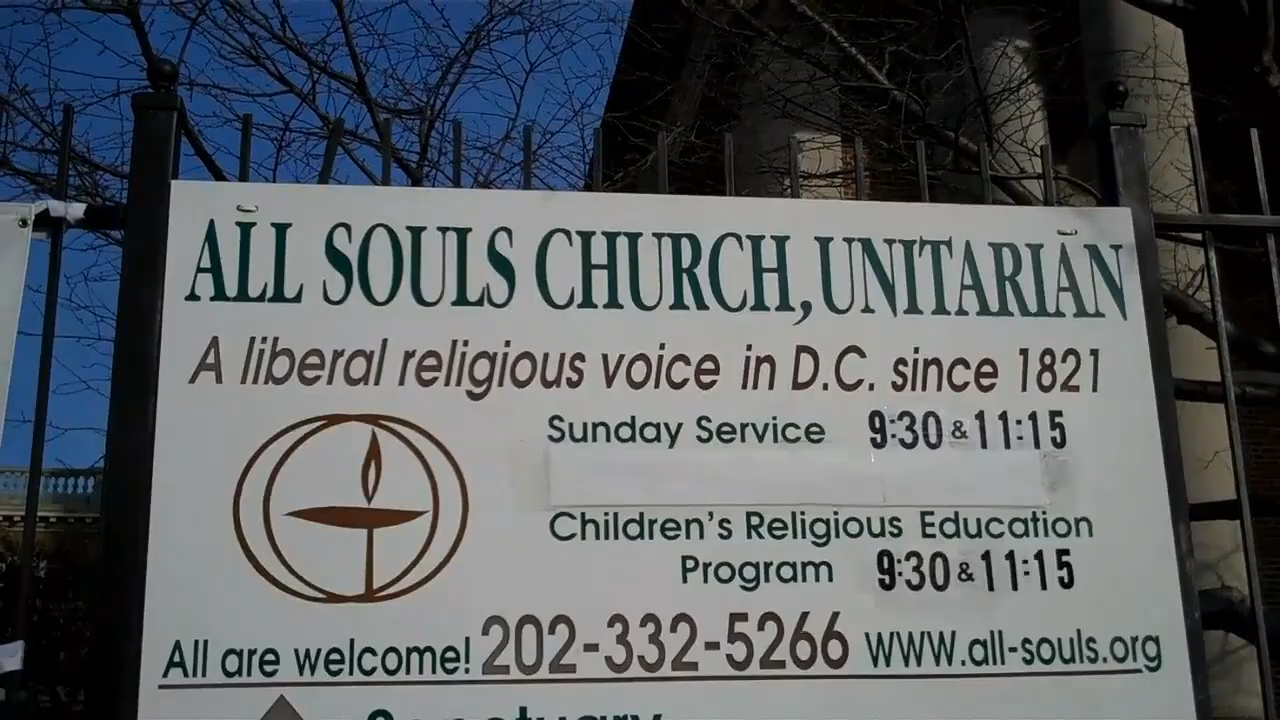 ALL SOULS CHURCH, UNITARIAN
A liberal religious voice in D.C. since 1821
Sunday Service 9:30 & 11:15
Children's Religious Education
Program 9:30 & 11:15
All are welcome! 202-332-5266 www.all-souls.org
Sanctuary